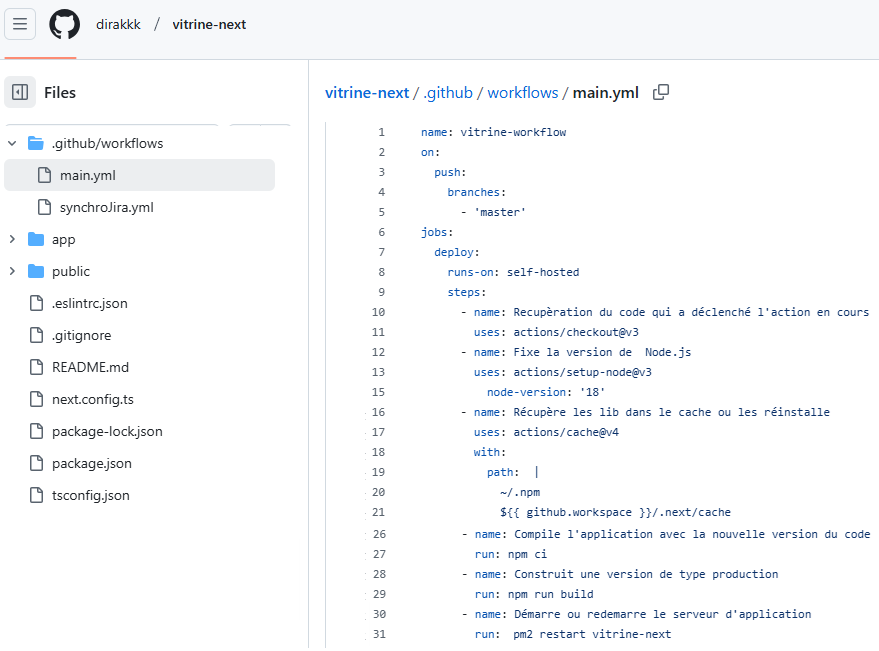 dirakkk / vitrine-next
Files
.github/workflows
main.yml
synchroJira.yml
app
public
.eslintrc.json
.gitignore
README.md
next.config.ts
package-lock.json
package.json
tsconfig.json
vitrine-next / .github / workflows / main.yml
1 name: vitrine-workflow
2 on:
3 push:
4 branches:
5 - 'master'
6 jobs:
7 deploy:
8 runs-on: self-hosted
9 steps:
10 - name: Recupèration du code qui a déclenché l'action en cours
11 uses: actions/checkout@v3
12 - name: Fixe la version de  Node.js
13 uses: actions/setup-node@v3
15 node-version: '18'
16 - name: Récupère les lib dans le cache ou les réinstalle
17 uses: actions/cache@v4
18 with:
19 path:  |
20 ~/.npm
21 ${{ github.workspace }}/.next/cache
26 - name: Compile l'application avec la nouvelle version du code
27 run: npm ci
28 - name: Construit une version de type production
29 run: npm run build
30 - name: Démarre ou redemarre le serveur d'application
31 run:  pm2 restart vitrine-next